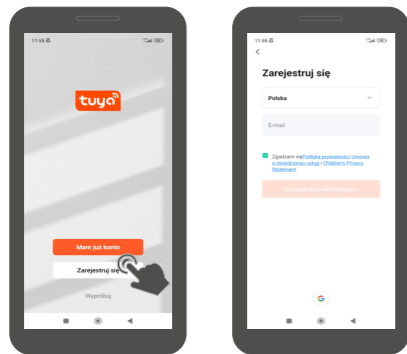 11:58
tuya
Mam już konto
Zarejestruj się
Wypróbuj
11:58
Zarejestruj się
Polska
E-mail
Zgadzam się Polityka prywatności Umowa
o świadczeniu usług i Children's Privacy
Statement
Otrzymaj kod weryfikacyjny
G